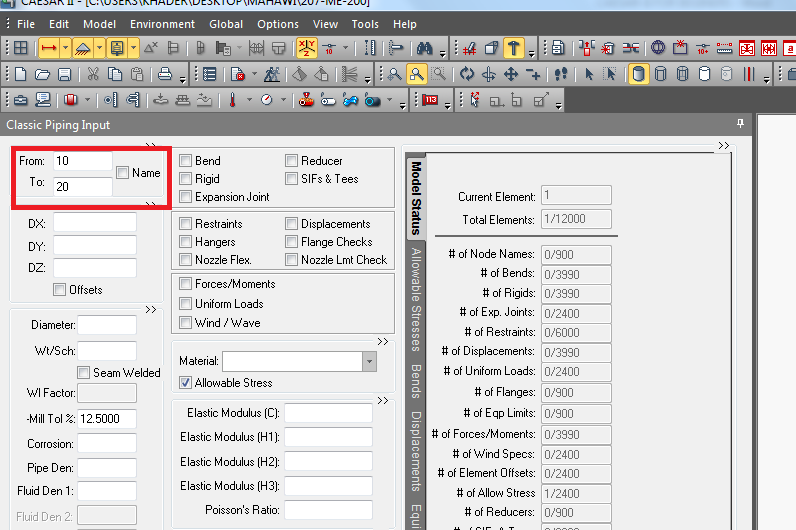 CAESAR II - [C:\USERS\KHADER\DESKTOP\MAHAWI\207-ME-200]
File Edit Model Environment Global Options View Tools Help
Classic Piping Input
From: 10
To: 20
Name
DX:
DY:
DZ:
Offsets
Diameter:
Wt/Sch:
Seam Welded
WI Factor:
-Mill Tol %: 12.5000
Corrosion:
Pipe Den:
Fluid Den 1:
Fluid Den 2:
Bend Reducer
Rigid SIFs & Tees
Expansion Joint
Restraints Displacements
Hangers Flange Checks
Nozzle Flex. Nozzle Lmt Check
Forces/Moments
Uniform Loads
Wind / Wave
Material:
Allowable Stress
Elastic Modulus (C):
Elastic Modulus (H1):
Elastic Modulus (H2):
Elastic Modulus (H3):
Poisson's Ratio:
Model Status
Allowable Stresses
Bends
Displacements
Equi
Current Element: 1
Total Elements: 1/12000
# of Node Names: 0/900
# of Bends: 0/3990
# of Rigids: 0/3990
# of Exp. Joints: 0/2400
# of Restraints: 0/6000
# of Displacements: 0/3990
# of Uniform Loads: 0/2400
# of Flanges: 0/900
# of Eqp Limits: 0/900
# of Forces/Moments: 0/3990
# of Wind Specs: 0/2400
# of Element Offsets: 0/2400
# of Allow Stress 1/2400
# of Reducers: 0/900
# of SIFs & T